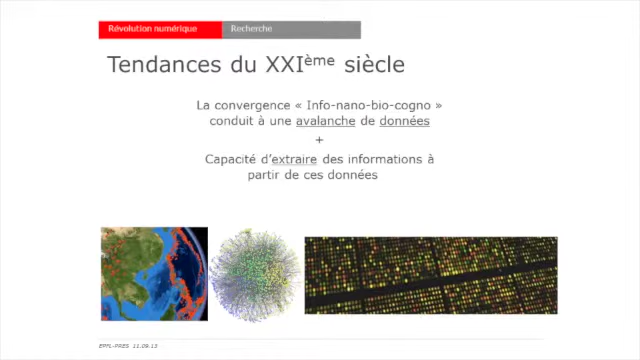 Révolution numérique
Recherche
Tendances du XXIème siècle
La convergence « Info-nano-bio-cogno »
conduit à une avalanche de données
+
Capacité d'extraire des informations à
partir de ces données
EPFL-PRES 11.09.13